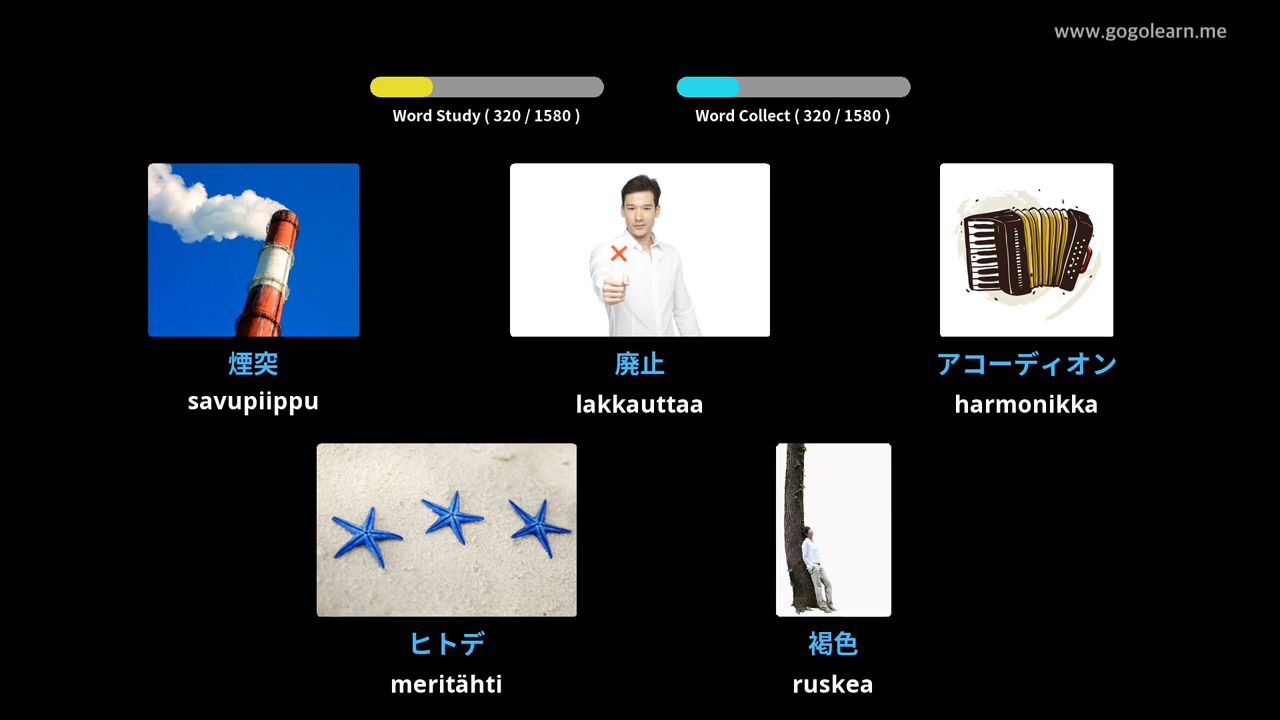 www.gogolearn.me
Word Study ( 320 / 1580 )
Word Collect ( 320 / 1580 )
煙突
savupiippu
廃止
lakkauttaa
アコーディオン
harmonikka
ヒトデ
meritähti
褐色
ruskea